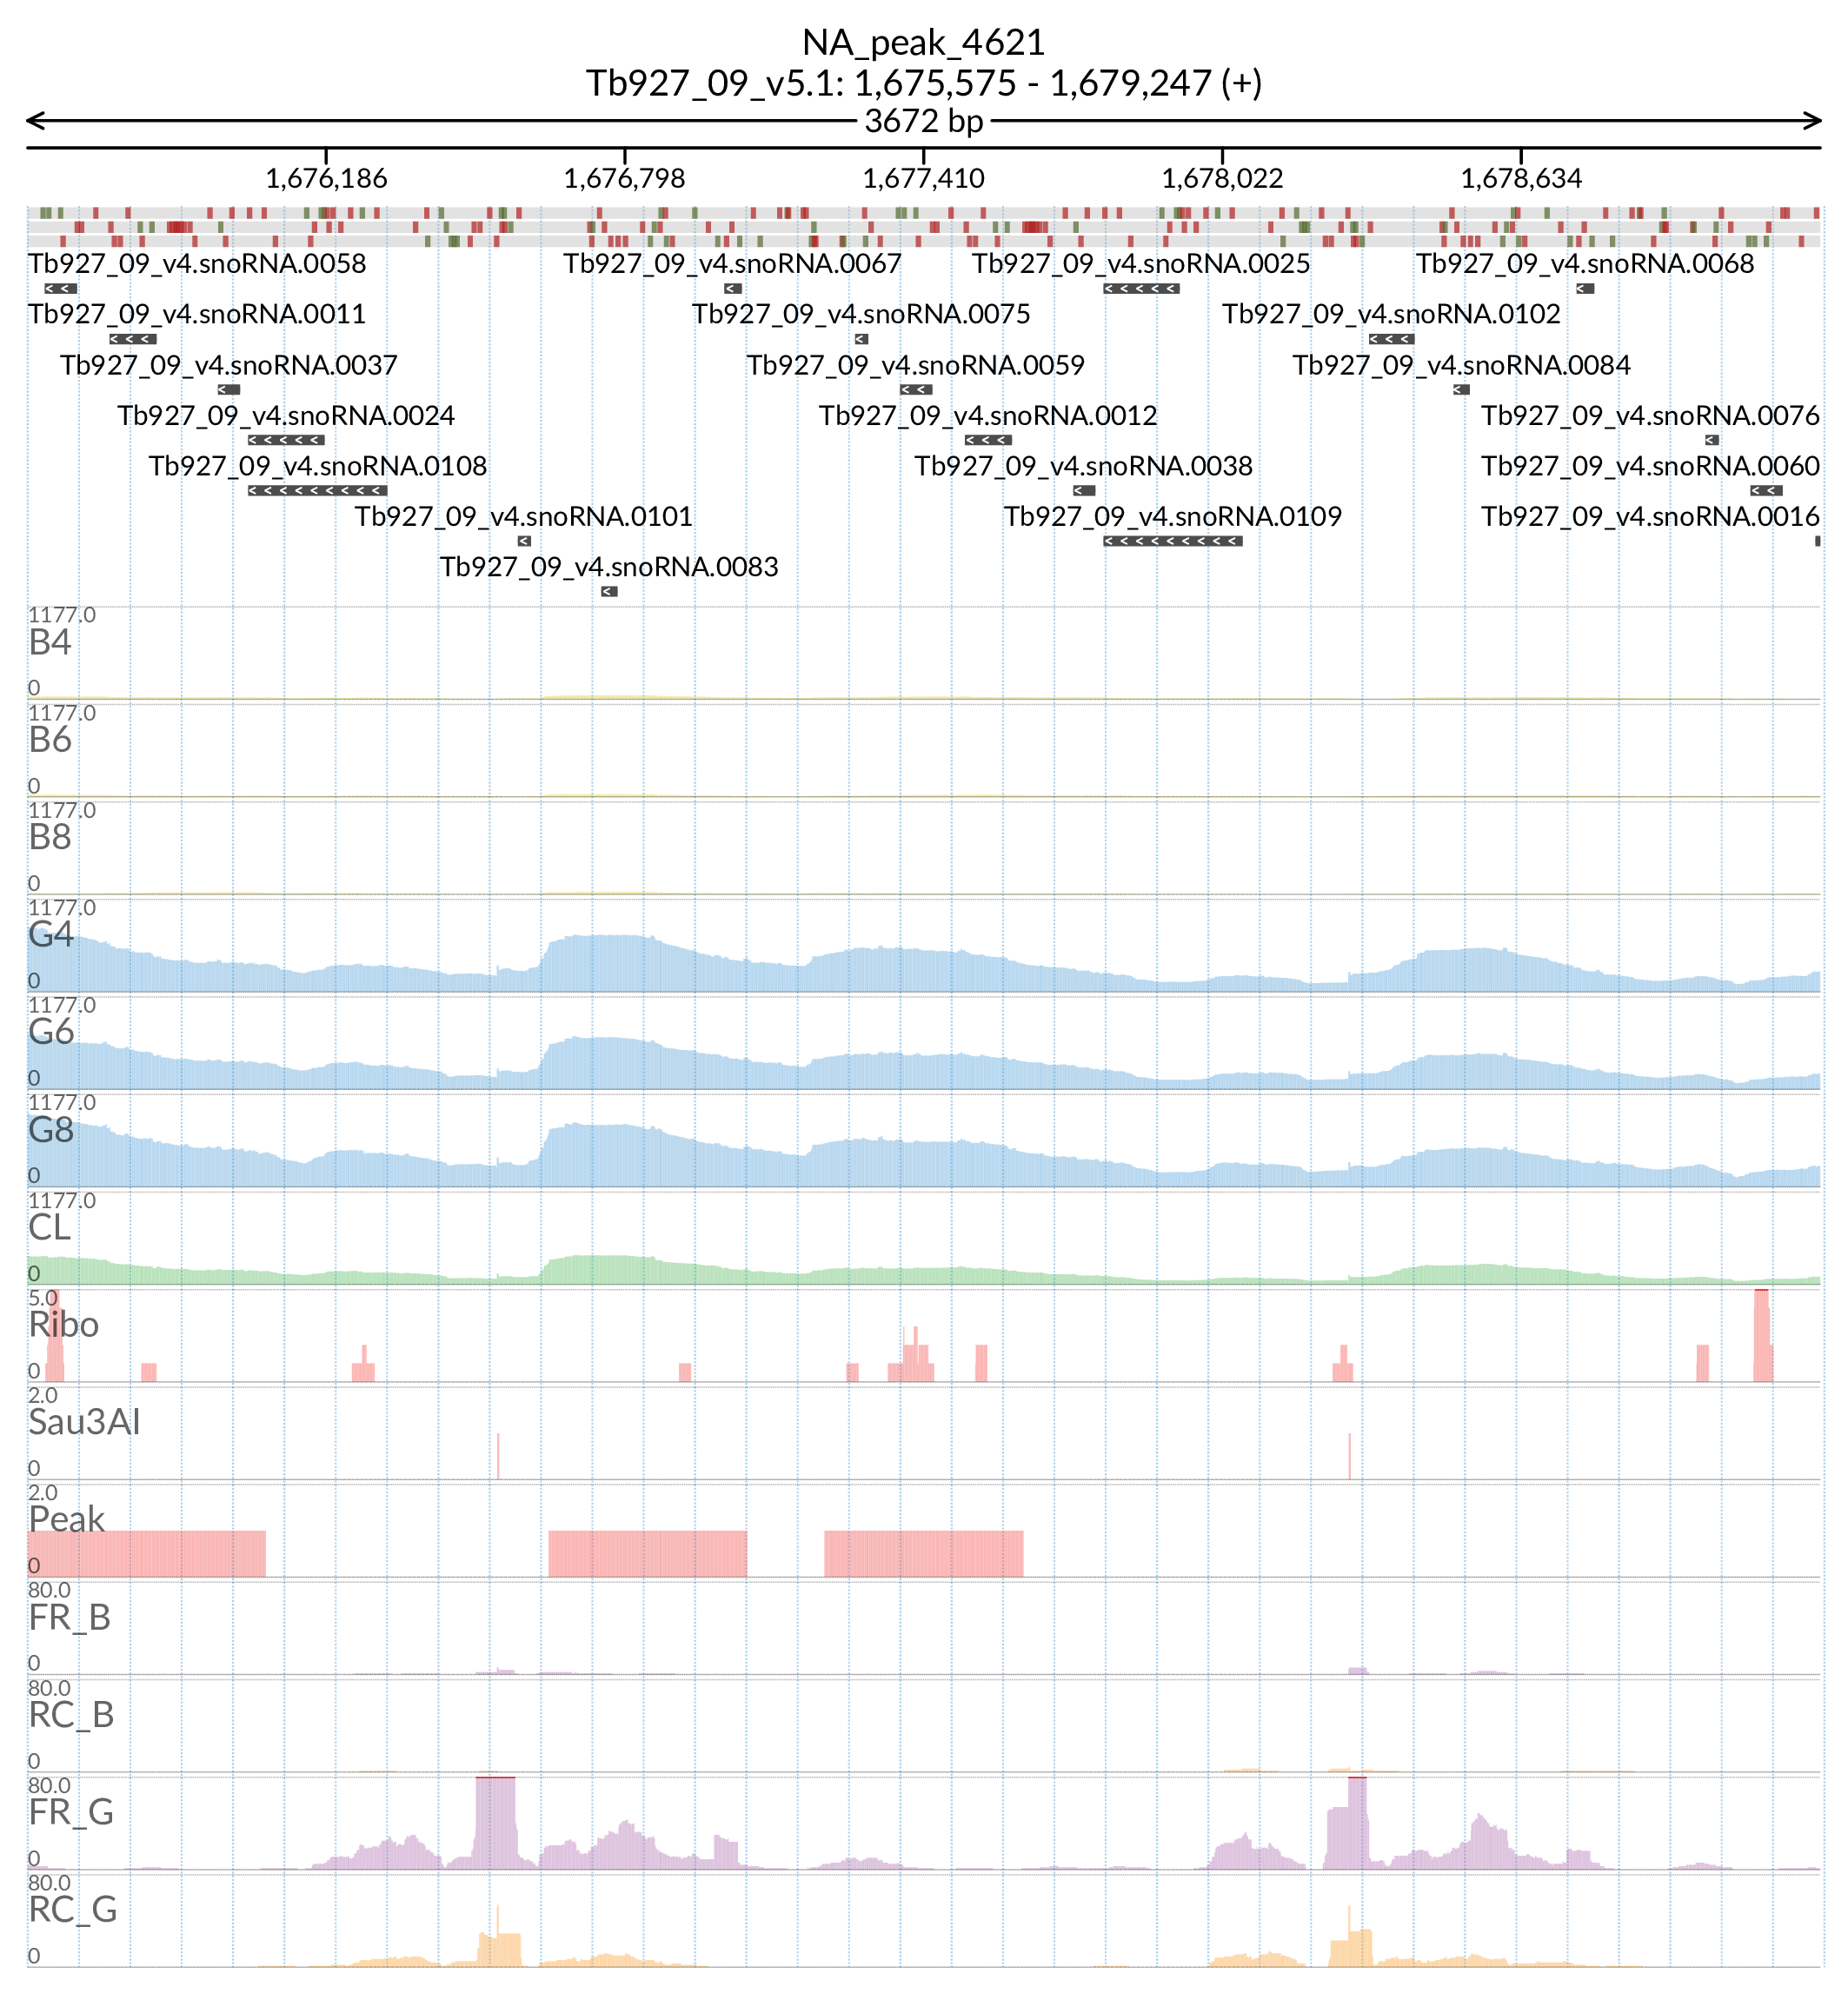 NA_peak_4621
Tb927_09_v5.1: 1,675,575 - 1,679,247 (+)
3672 bp
1,676,186 1,676,798 1,677,410 1,678,022 1,678,634
Tb927_09_v4.snoRNA.0058 Tb927_09_v4.snoRNA.0067 Tb927_09_v4.snoRNA.0025 Tb927_09_v4.snoRNA.0068
Tb927_09_v4.snoRNA.0011 Tb927_09_v4.snoRNA.0075 Tb927_09_v4.snoRNA.0102
Tb927_09_v4.snoRNA.0037 Tb927_09_v4.snoRNA.0059 Tb927_09_v4.snoRNA.0084
Tb927_09_v4.snoRNA.0024 Tb927_09_v4.snoRNA.0012 Tb927_09_v4.snoRNA.0076
Tb927_09_v4.snoRNA.0108 Tb927_09_v4.snoRNA.0038 Tb927_09_v4.snoRNA.0060
Tb927_09_v4.snoRNA.0101 Tb927_09_v4.snoRNA.0109 Tb927_09_v4.snoRNA.0016
Tb927_09_v4.snoRNA.0083
1177.0
B4
0
1177.0
B6
0
1177.0
B8
0
1177.0
G4
0
1177.0
G6
0
1177.0
G8
0
1177.0
CL
0
5.0
Ribo
0
2.0
Sau3AI
0
2.0
Peak
0
80.0
FR_B
0
80.0
RC_B
0
80.0
FR_G
0
80.0
RC_G
0